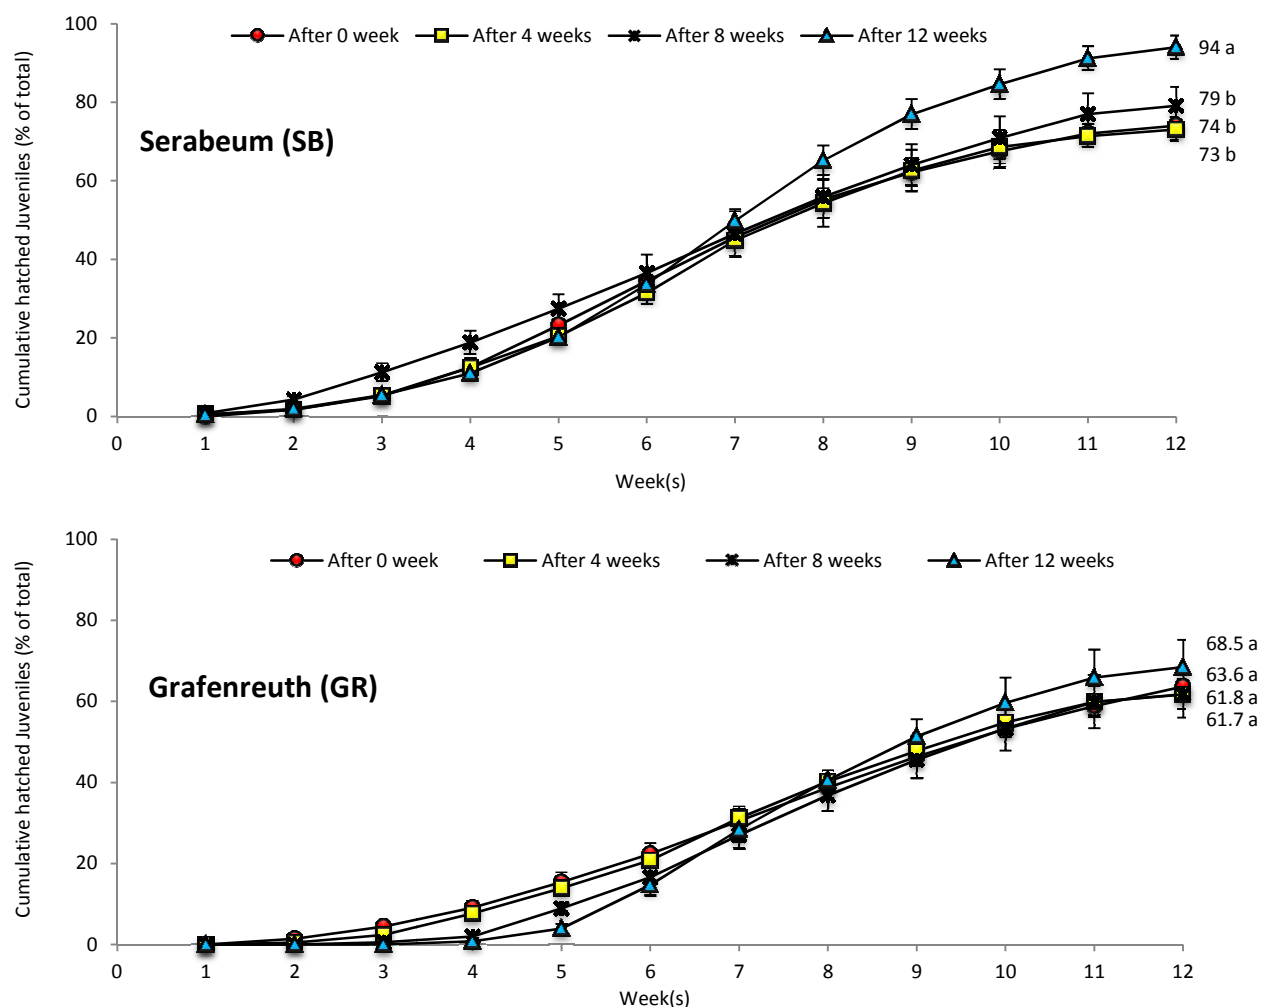 100
80
60
40
20
0
Cumulative hatched Juveniles (% of total)
After 0 week After 4 weeks After 8 weeks After 12 weeks
Serabeum (SB)
94 a
79 b
74 b
73 b
0 1 2 3 4 5 6 7 8 9 10 11 12
Week(s)
100
80
60
40
20
0
Cumulative hatched Juveniles (% of total)
After 0 week After 4 weeks After 8 weeks After 12 weeks
Grafenreuth (GR)
68.5 a
63.6 a
61.8 a
61.7 a
0 1 2 3 4 5 6 7 8 9 10 11 12
Week(s)